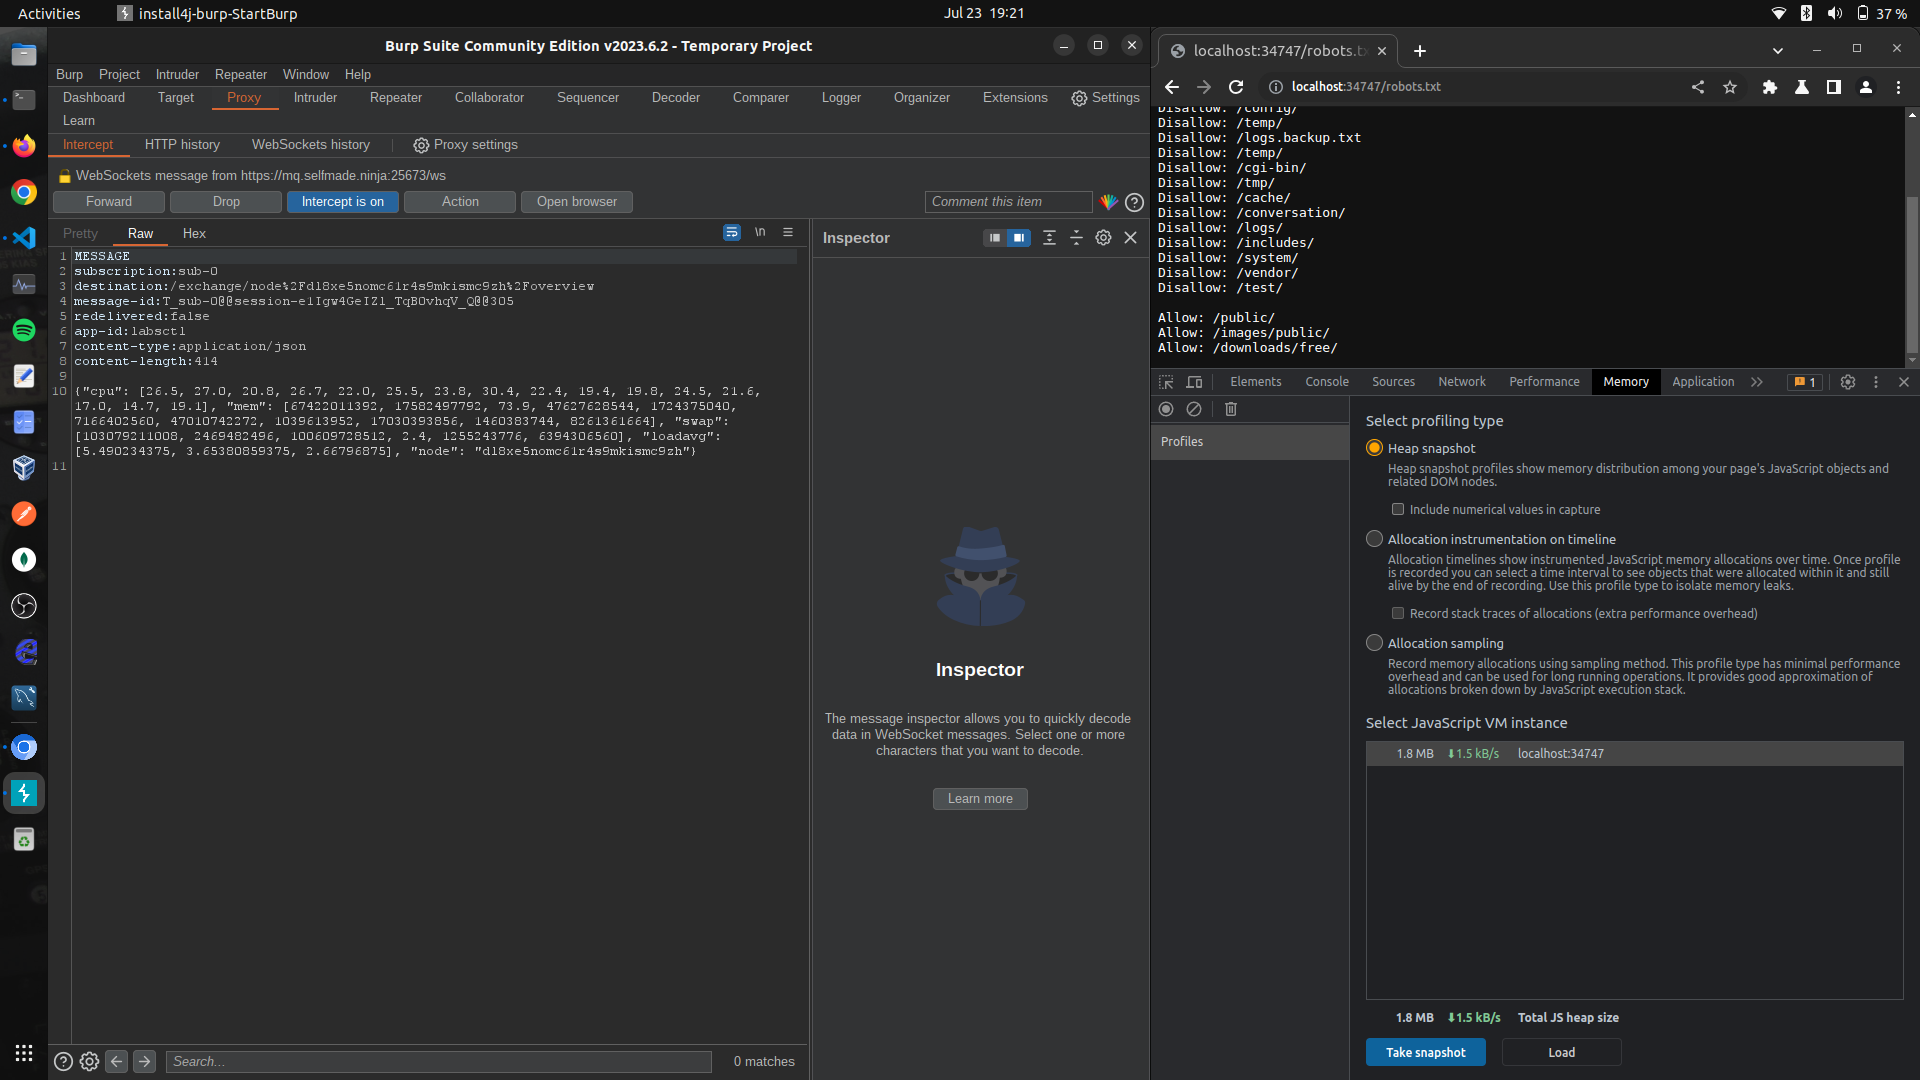 Activities
install4j-burp-StartBurp
Jul 23 19:21
37 %
Burp Suite Community Edition v2023.6.2 - Temporary Project
Burp Project Intruder Repeater Window Help
Dashboard Target Proxy Intruder Repeater Collaborator Sequencer Decoder Comparer Logger Organizer Extensions Settings
Learn
Intercept HTTP history WebSockets history Proxy settings
WebSockets message from https://mq.selfmade.ninja:25673/ws
Forward Drop Intercept is on Action Open browser Comment this item
Pretty Raw Hex \n
1 MESSAGE
2 subscription:sub-0
3 destination:/exchange/node%2Fdl8xe5nomc61r4s9mkismc9zh%2Foverview
4 message-id:T_sub-0@@session-e1Igw4GeIZl_TqB0vhqV_Q@@305
5 redelivered:false
6 app-id:labsctl
7 content-type:application/json
8 content-length:414
9
10 {"cpu": [26.5, 27.0, 20.8, 26.7, 22.0, 25.5, 23.8, 30.4, 22.4, 19.4, 19.8, 24.5, 21.6,
17.0, 14.7, 19.1], "mem": [67422011392, 17582497792, 73.9, 47627628544, 1724375040,
7166402560, 47010742272, 1039613952, 17030393856, 1460383744, 8261361664], "swap":
[103079211008, 2469482496, 100609728512, 2.4, 1255243776, 6394306560], "loadavg":
[5.490234375, 3.65380859375, 2.66796875], "node": "dl8xe5nomc61r4s9mkismc9zh"}
11
Search...
0 matches
Inspector
Inspector
The message inspector allows you to quickly decode
data in WebSocket messages. Select one or more
characters that you want to decode.
Learn more
localhost:34747/robots.tx
localhost:34747/robots.txt
Disallow: /config/
Disallow: /temp/
Disallow: /logs.backup.txt
Disallow: /temp/
Disallow: /cgi-bin/
Disallow: /tmp/
Disallow: /cache/
Disallow: /conversation/
Disallow: /logs/
Disallow: /includes/
Disallow: /system/
Disallow: /vendor/
Disallow: /test/
Allow: /public/
Allow: /images/public/
Allow: /downloads/free/
Elements Console Sources Network Performance Memory Application 1
Profiles
Select profiling type
Heap snapshot
Heap snapshot profiles show memory distribution among your page's JavaScript objects and
related DOM nodes.
Include numerical values in capture
Allocation instrumentation on timeline
Allocation timelines show instrumented JavaScript memory allocations over time. Once profile
is recorded you can select a time interval to see objects that were allocated within it and still
alive by the end of recording. Use this profile type to isolate memory leaks.
Record stack traces of allocations (extra performance overhead)
Allocation sampling
Record memory allocations using sampling method. This profile type has minimal performance
overhead and can be used for long running operations. It provides good approximation of
allocations broken down by JavaScript execution stack.
Select JavaScript VM instance
1.8 MB 1.5 kB/s localhost:34747
1.8 MB 1.5 kB/s Total JS heap size
Take snapshot
Load